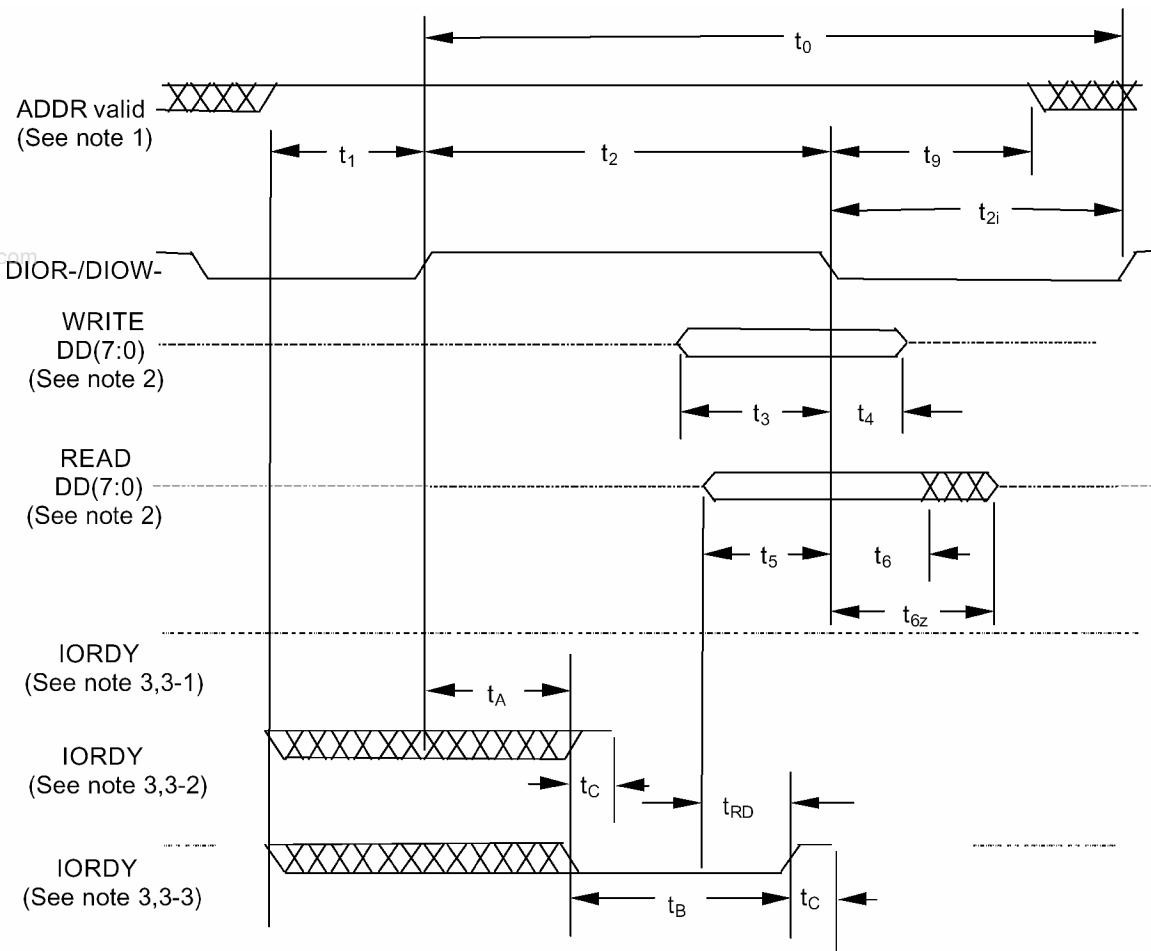 t0
ADDR valid
(See note 1)
t1
t2
t9
t2i
com
DIOR-/DIOW-
WRITE
DD(7:0)
(See note 2)
t3
t4
READ
DD(7:0)
(See note 2)
t5
t6
t6z
IORDY
(See note 3,3-1)
tA
IORDY
(See note 3,3-2)
tC
tRD
IORDY
(See note 3,3-3)
tB
tC